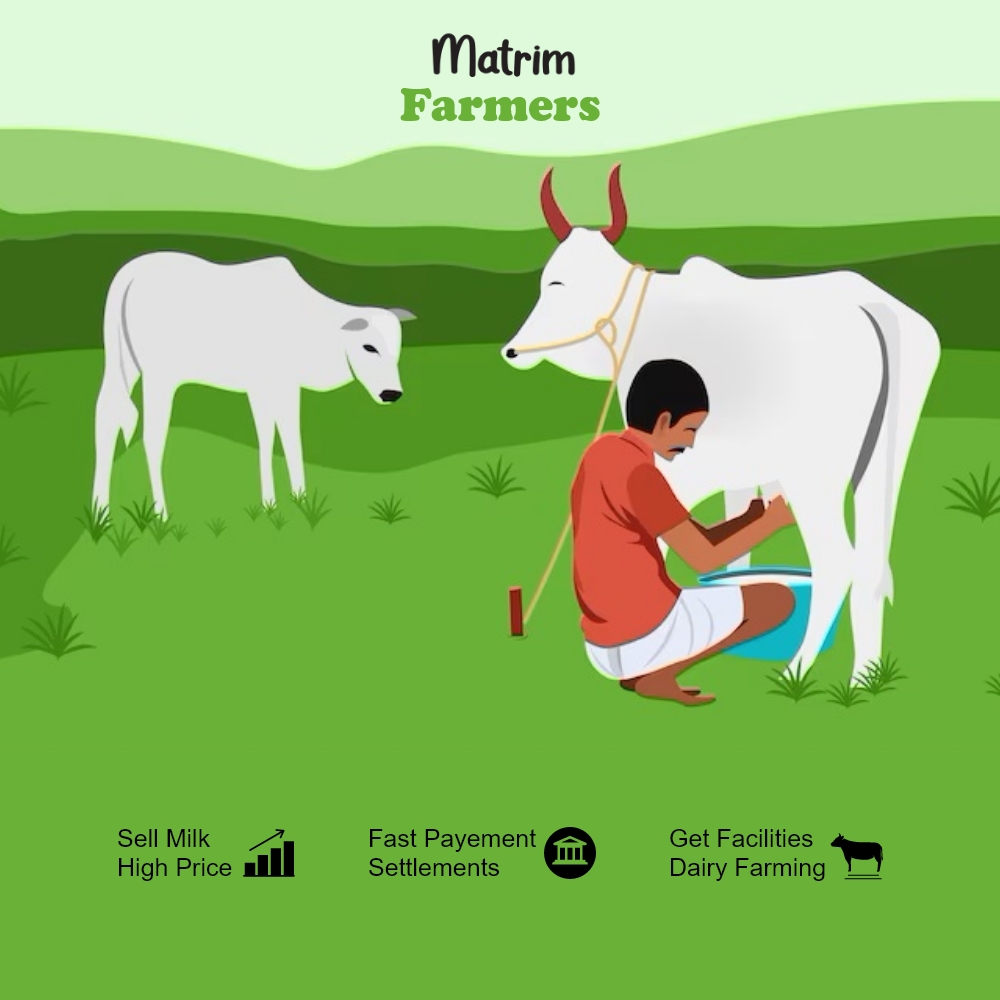 Matrim
Farmers
Sell Milk
High Price
Fast Payement
Settlements
Get Facilities
Dairy Farming